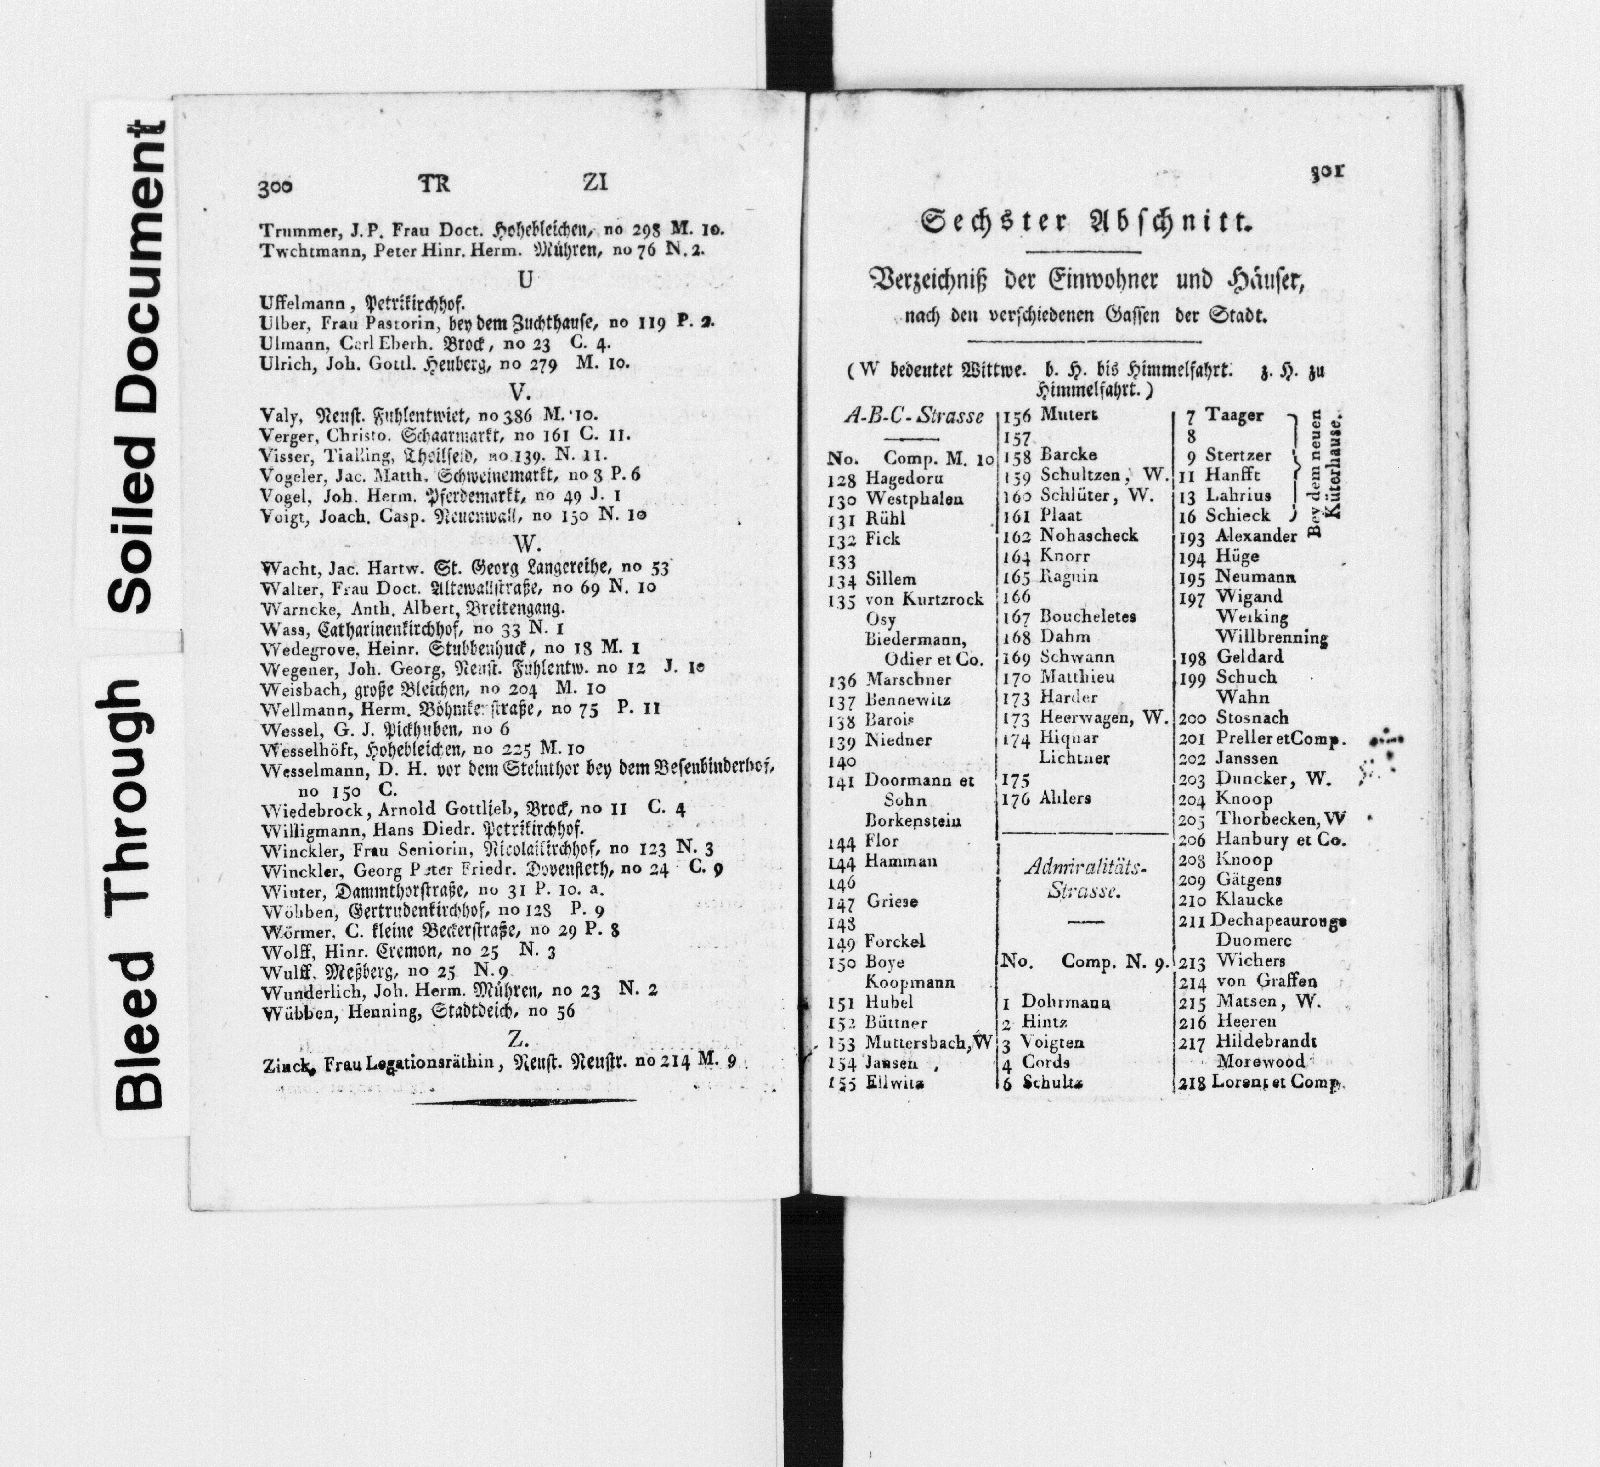 Bleed Through Soiled Document
300 TR ZI
Trummer, J.P. Frau Doct. Hohebleichen, no 298 M. 10.
Twchtmann, Peter Hinr. Herm. Mühren, no 76 N. 2.
U
Uffelmann, Petrikirchhof.
Ulber, Frau Pastorin, bey dem Zuchthause, no 119 P. 2.
Ulmann, Carl Eberh. Brock, no 23 C. 4.
Ulrich, Joh. Gottl. Heuberg, no 279 M. 10.
V.
Valy, Neust. Fuhlentwiet, no 386 M. 10.
Verger, Christo. Schaarmarkt, no 161 C. 11.
Visser, Tialling, Theilfeld, no 139. N. 11.
Vogeler, Jac. Matth. Schweinemarkt, no 8 P. 6
Vogel, Joh. Herm. Pferdemarkt, no 49 J. 1
Voigt, Joach. Casp. Neuenwall, no 150 N. 10
W.
Wacht, Jac. Hartw. St. Georg Langereihe, no 53
Walter, Frau Doct. Altewallstraße, no 69 N. 10
Warncke, Anth. Albert, Breitengang.
Wass, Catharinenkirchhof, no 33 N. 1
Wedegrove, Heinr. Stubbenhuck, no 18 M. 1
Wegener, Joh. Georg, Neust. Fuhlentw. no 12 J. 10
Weisbach, große Bleichen, no 204 M. 10
Wellmann, Herm. Böhmkenstraße, no 75 P. 11
Wessel, G. J. Pickhuben, no 6
Wesselhöft, Hohebleichen, no 225 M. 10
Wesselmann, D. H. vor dem Steinthor bey dem Besenbinderhof,
no 150 C.
Wiedebrock, Arnold Gottlieb, Brock, no 11 C. 4
Willigmann, Hans Diedr. Petrikirchhof.
Winckler, Frau Seniorin, Nicolaikirchhof, no 123 N. 3
Winckler, Georg Peter Friedr. Dovenfleth, no 24 C. 9
Winter, Dammthorstraße, no 31 P. 10. a.
Wöbben, Gertrudenkirchhof, no 128 P. 9
Wörmer, C. kleine Beckerstraße, no 29 P. 8
Wolff, Hinr. Cremon, no 25 N. 3
Wulff, Meßberg, no 25 N. 9
Wunderlich, Joh. Herm. Mühren, no 23 N. 2
Wübben, Henning, Stadtdeich, no 56
Z.
Zinck, Frau Legationsräthin, Neust. Neustr. no 214 M. 9
301
Sechster Abschnitt.
Verzeichniß der Einwohner und Häuser,
nach den verschiedenen Gassen der Stadt.
(W bedeutet Wittwe. b. H. bis Himmelfahrt. z. H. zu
Himmelfahrt.)
A-B-C-Strasse
No. Comp. M. 10
128 Hagedorn
130 Westphalen
131 Rühl
132 Fick
133
134 Sillem
135 von Kurtzrock
Osy
Biedermann,
Odier et Co.
136 Marschner
137 Bennewitz
138 Barois
139 Niedner
140
141 Doormann et
Sohn
Borkenstein
144 Flor
144 Hamman
146
147 Griese
148
149 Forckel
150 Boye
Koopmann
151 Hubel
152 Büttner
153 Muttersbach, W
154 Jansen
155 Ellwitz
156 Mutert
157
158 Barcke
159 Schultzen, W.
160 Schlüter, W.
161 Plaat
162 Nohascheck
164 Knorr
165 Raguin
166
167 Boucheletes
168 Dahm
169 Schwann
170 Matthieu
173 Harder
173 Heerwagen, W.
174 Hiquar
Lichtner
175
176 Ahlers
Admiralitäts-
Strasse.
No. Comp. N. 9.
1 Dohrmann
2 Hintz
3 Voigten
4 Cords
6 Schultz
7 Taager
8
9 Stertzer
11 Hanfft
13 Lahrius
16 Schieck
Bey dem neuen
Küterhause.
193 Alexander
194 Hüge
195 Neumann
197 Wigand
Weiking
Willbrenning
198 Geldard
199 Schuch
Wahn
200 Stosnach
201 Preller et Comp.
202 Janssen
203 Duncker, W.
204 Knoop
205 Thorbecken, W
206 Hanbury et Co.
208 Knoop
209 Gätgens
210 Klaucke
211 Dechapeaurouge
Duomerc
213 Wichers
214 von Graffen
215 Matsen, W.
216 Heeren
217 Hildebrandt
Morewood
218 Lorent et Comp.